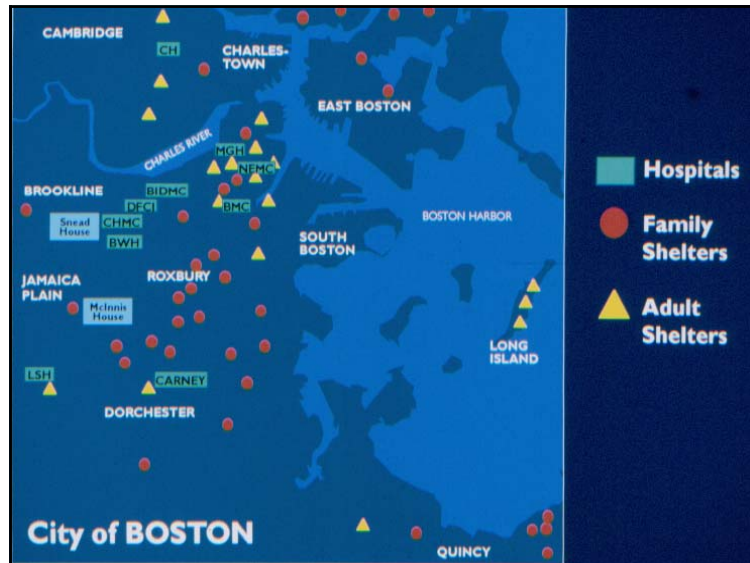 CAMBRIDGE
CH
CHARLES-
TOWN
EAST BOSTON
CHARLES RIVER
MGH
NEMC
BROOKLINE
BIDMC
DFCI
BMC
Snead
House
CHMC
BWH
BOSTON HARBOR
SOUTH
BOSTON
JAMAICA
PLAIN
ROXBURY
McInnis
House
LONG
ISLAND
LSH
CARNEY
DORCHESTER
City of BOSTON
QUINCY
Hospitals
Family
Shelters
Adult
Shelters